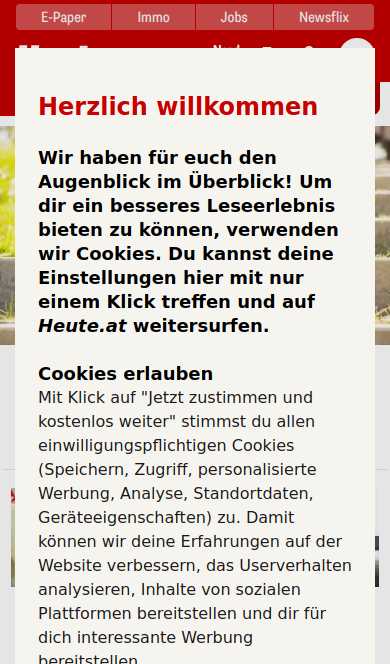 E-Paper Immo Jobs Newsflix
Herzlich willkommen
Wir haben für euch den
Augenblick im Überblick! Um
dir ein besseres Leseerlebnis
bieten zu können, verwenden
wir Cookies. Du kannst deine
Einstellungen hier mit nur
einem Klick treffen und auf
Heute.at weitersurfen.
Cookies erlauben
Mit Klick auf "Jetzt zustimmen und
kostenlos weiter" stimmst du allen
einwilligungspflichtigen Cookies
(Speichern, Zugriff, personalisierte
Werbung, Analyse, Standortdaten,
Geräteeigenschaften) zu. Damit
können wir deine Erfahrungen auf der
Website verbessern, das Userverhalten
analysieren, Inhalte von sozialen
Plattformen bereitstellen und dir für
dich interessante Werbung
bereitstellen